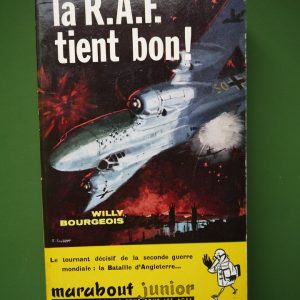 la R.A.F.
tient bon!
WILLY
BOURGEOIS
Le tournant décisif de la seconde guerre
mondiale : la Bataille d'Angleterre...
marabout junior